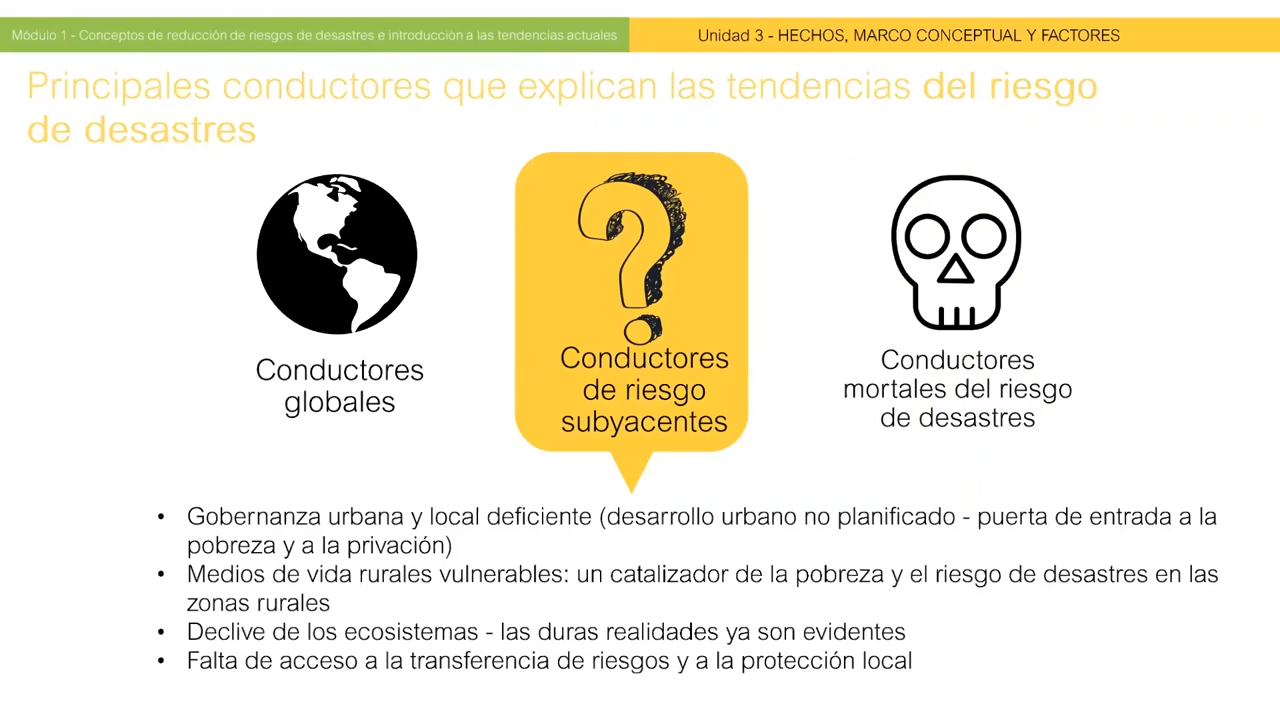 Módulo 1 - Conceptos de reducción de riesgos de desastres e introducción a las tendencias actuales
Unidad 3 - HECHOS, MARCO CONCEPTUAL Y FACTORES
Principales conductores que explican las tendencias del riesgo
de desastres
Conductores
globales
Conductores
de riesgo
subyacentes
Conductores
mortales del riesgo
de desastres
• Gobernanza urbana y local deficiente (desarrollo urbano no planificado - puerta de entrada a la
pobreza y a la privación)
• Medios de vida rurales vulnerables: un catalizador de la pobreza y el riesgo de desastres en las
zonas rurales
• Declive de los ecosistemas - las duras realidades ya son evidentes
• Falta de acceso a la transferencia de riesgos y a la protección local